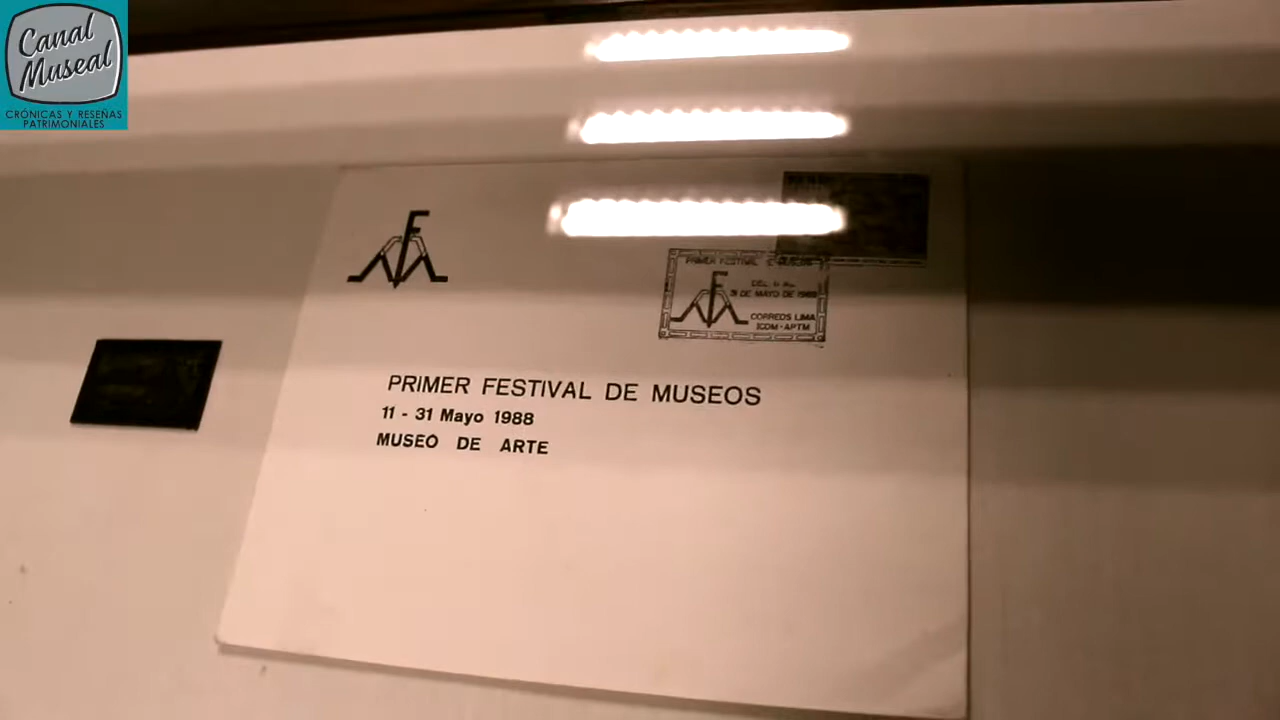 Canal
Museal
CRÓNICAS Y RESEÑAS
PATRIMONIALES
PRIMER FESTIVAL
31 DE MAYO DE 1988
CORREOS LIMA
ICOM-APTM
PRIMER FESTIVAL DE MUSEOS
11 - 31 Mayo 1988
MUSEO DE ARTE